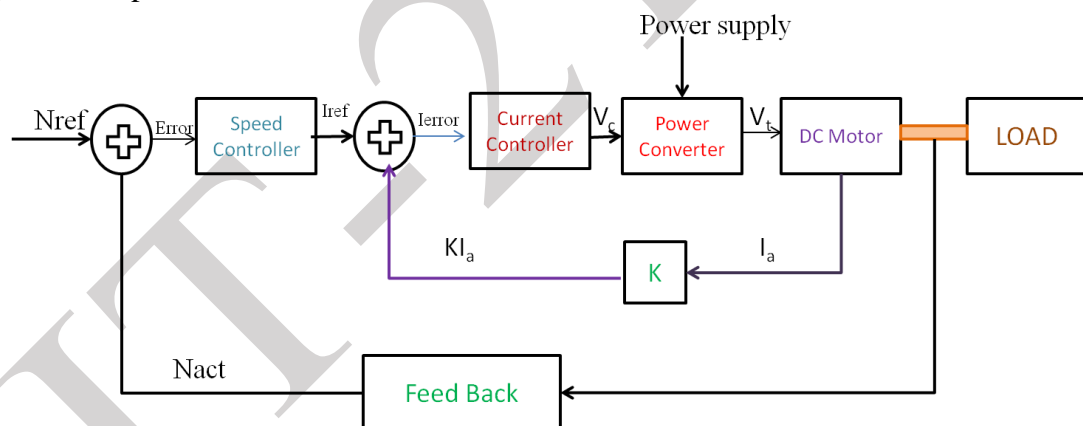 Power supply
Nref
Error
Speed
Controller
Iref
Ierror
Current
Controller
Vc
Power
Converter
Vt
DC Motor
LOAD
KIa
K
Ia
Nact
Feed Back